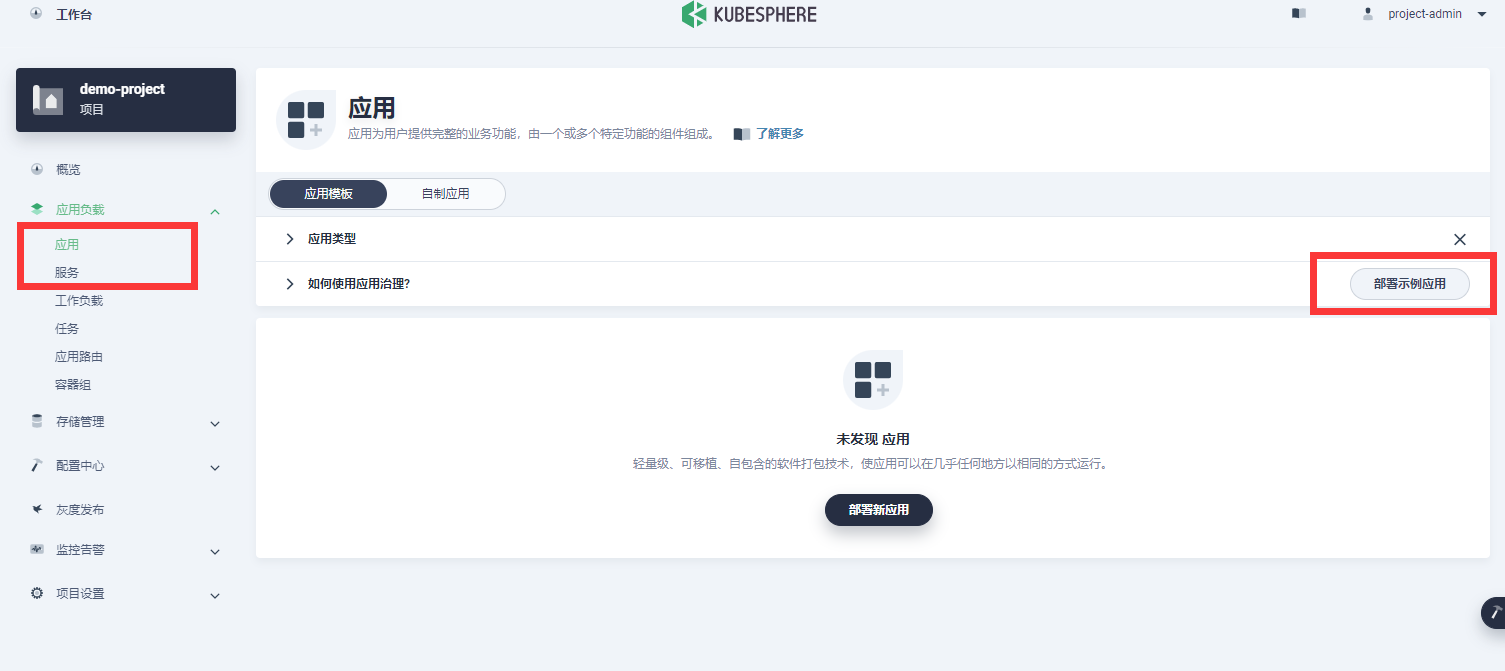 工作台
KUBESPHERE
project-admin
demo-project
项目
概览
应用负载
应用
服务
工作负载
任务
应用路由
容器组
存储管理
配置中心
灰度发布
监控告警
项目设置
应用
应用为用户提供完整的业务功能，由一个或多个特定功能的组件组成。 了解更多
应用模板 自制应用
应用类型
如何使用应用治理?
部署示例应用
未发现 应用
轻量级、可移植、自包含的软件打包技术，使应用可以在几乎任何地方以相同的方式运行。
部署新应用